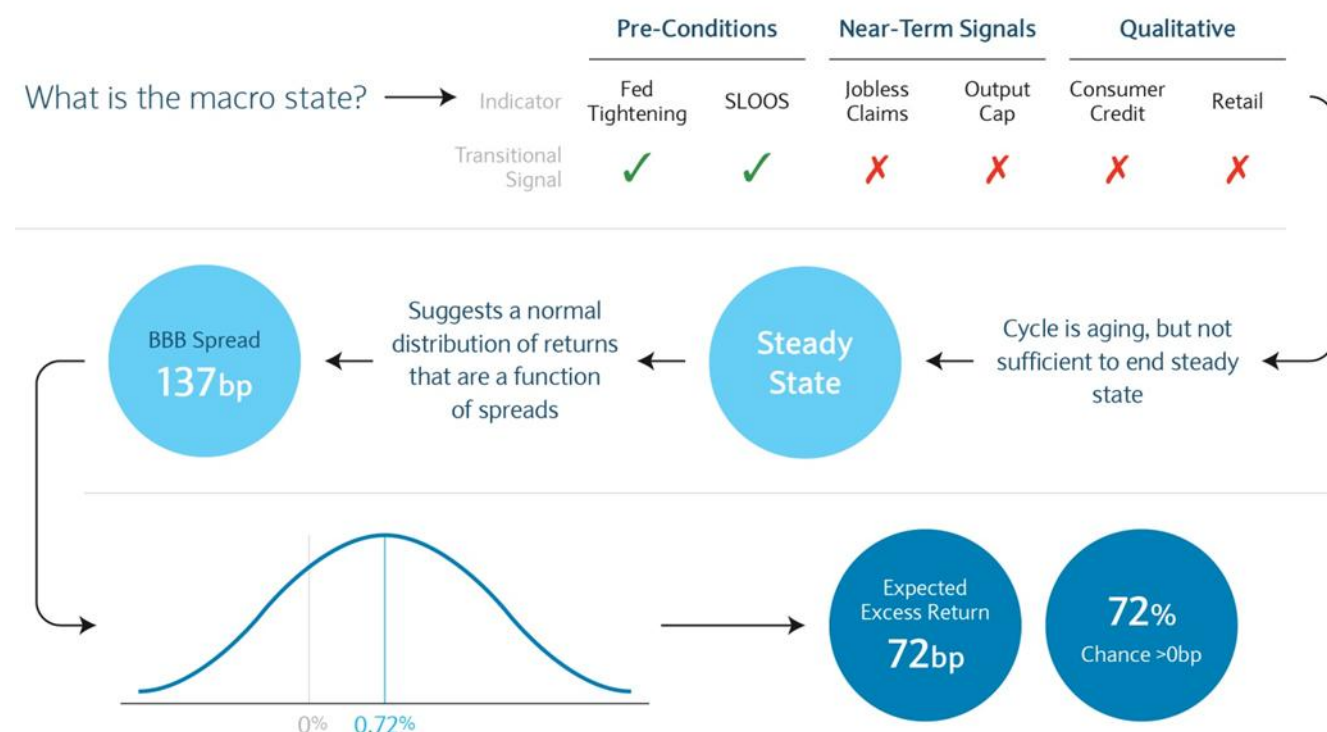 Pre-Conditions
Near-Term Signals
Qualitative
What is the macro state?
Indicator
Fed
Tightening
SLOOS
Jobless
Claims
Output
Cap
Consumer
Credit
Retail
Transitional
Signal
✓ ✓ ✗ ✗ ✗ ✗
Cycle is aging, but not
sufficient to end steady
state
Steady
State
Suggests a normal
distribution of returns
that are a function
of spreads
BBB Spread
137bp
0%
0.72%
Expected
Excess Return
72bp
72%
Chance >0bp